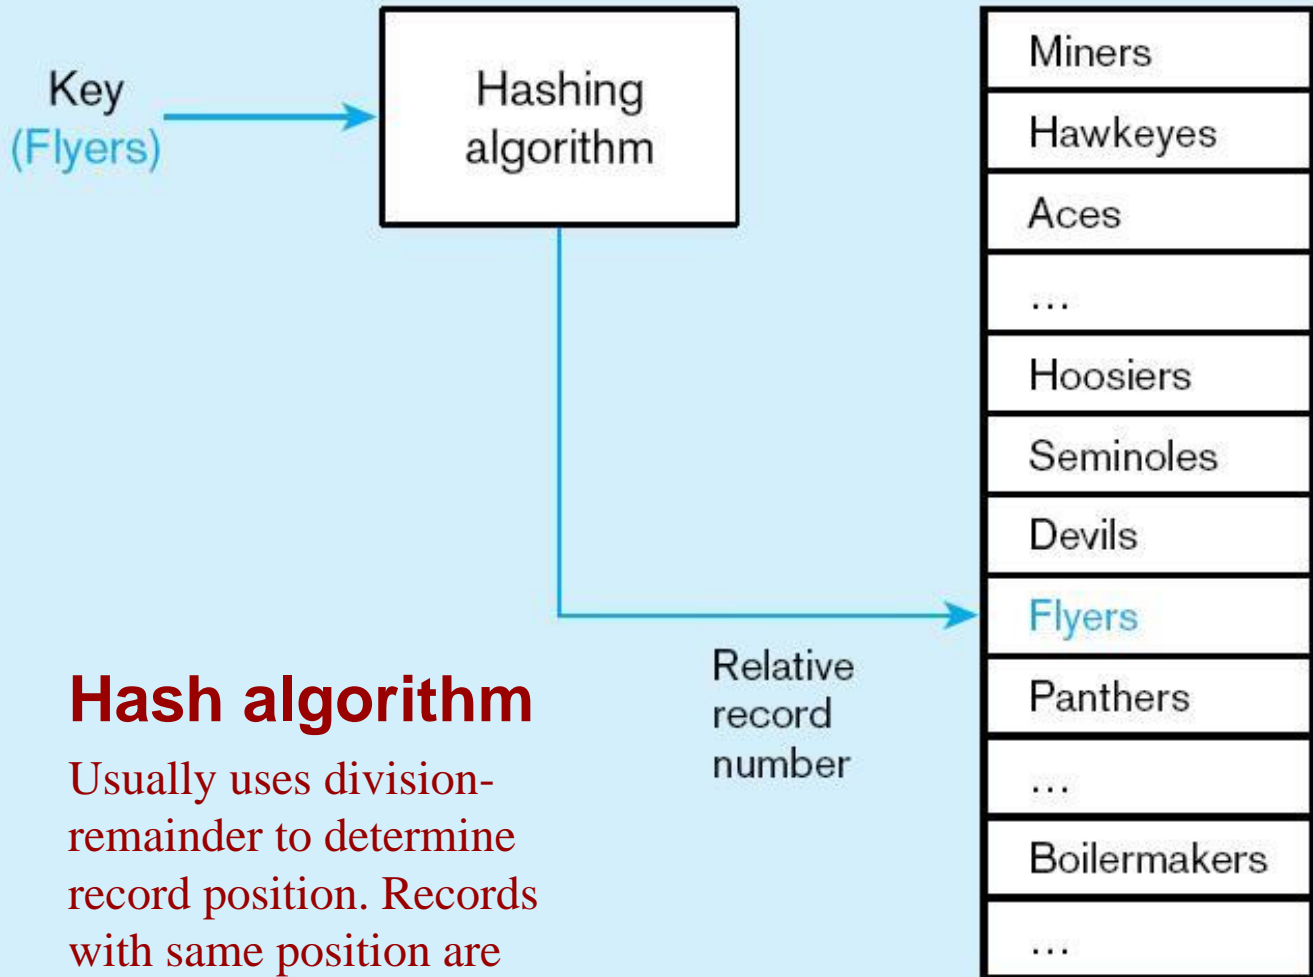 Key
(Flyers)
Hashing
algorithm
Miners
Hawkeyes
Aces
…
Hoosiers
Seminoles
Devils
Flyers
Panthers
…
Boilermakers
…
Relative
record
number
Hash algorithm
Usually uses division-
remainder to determine
record position. Records
with same position are